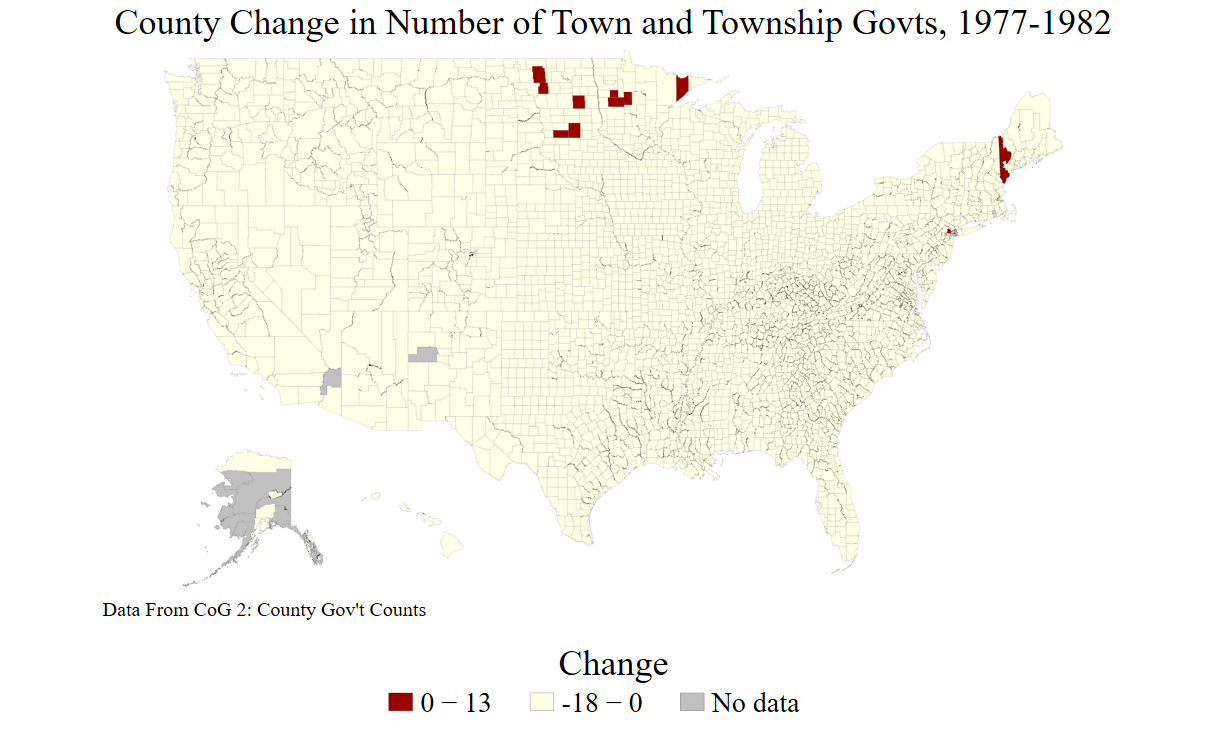 County Change in Number of Town and Township Govts, 1977-1982
Data From CoG 2: County Gov't Counts
Change
0 − 13
-18 − 0
No data